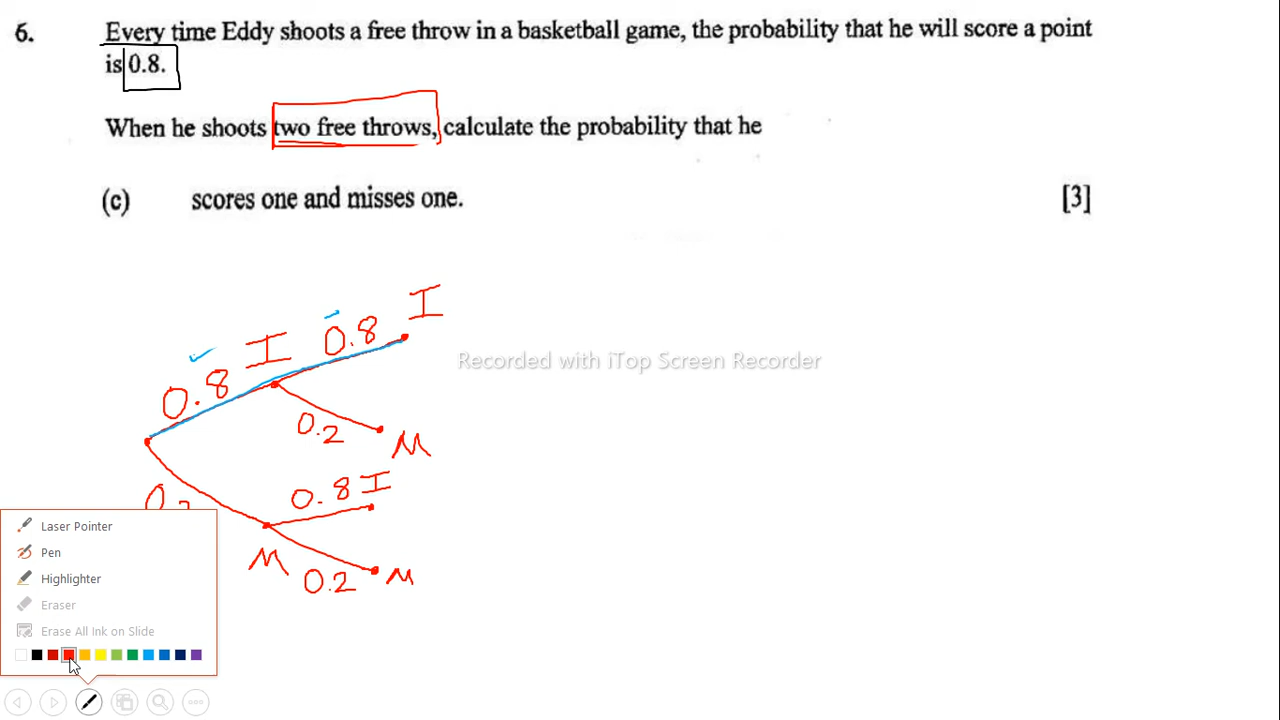 6. Every time Eddy shoots a free throw in a basketball game, the probability that he will score a point
is 0.8.
When he shoots two free throws, calculate the probability that he
(c) scores one and misses one. [3]
I
0.8
I
0.8
Recorded with iTop Screen Recorder
0.2
M
0.8 I
M
0.2 M
Laser Pointer
Pen
Highlighter
Eraser
Erase All Ink on Slide